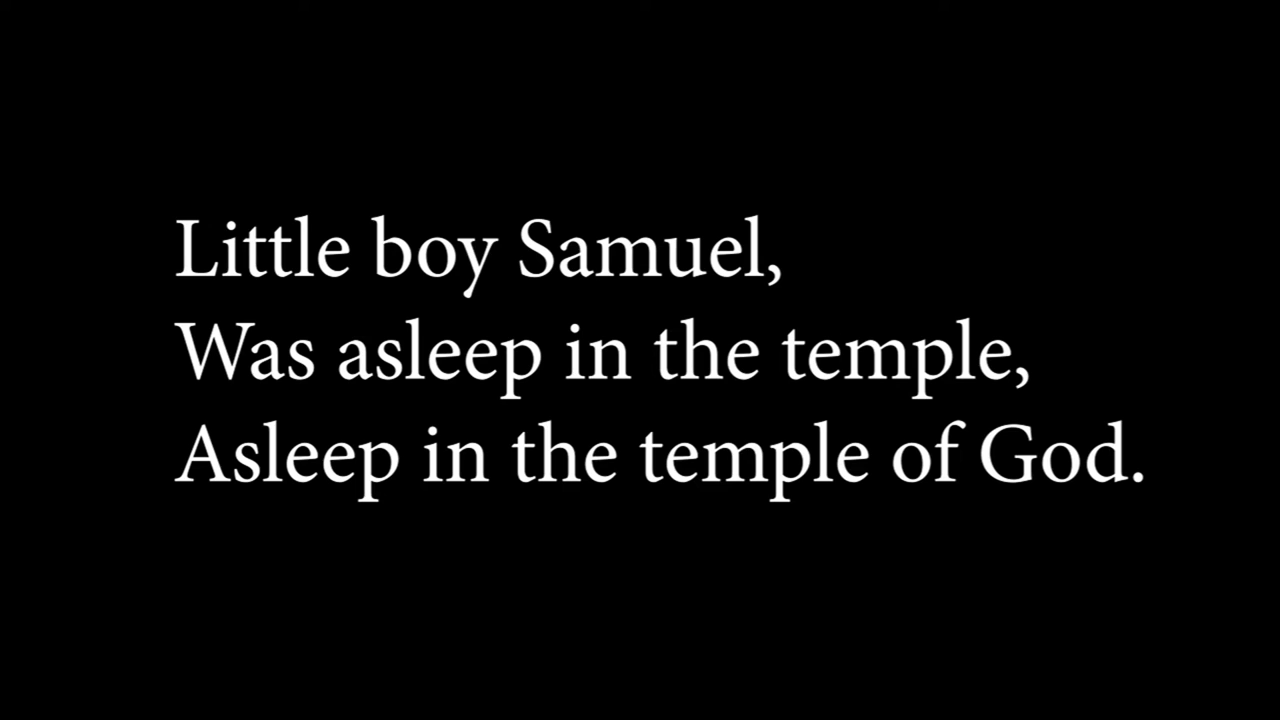 Little boy Samuel,
Was asleep in the temple,
Asleep in the temple of God.